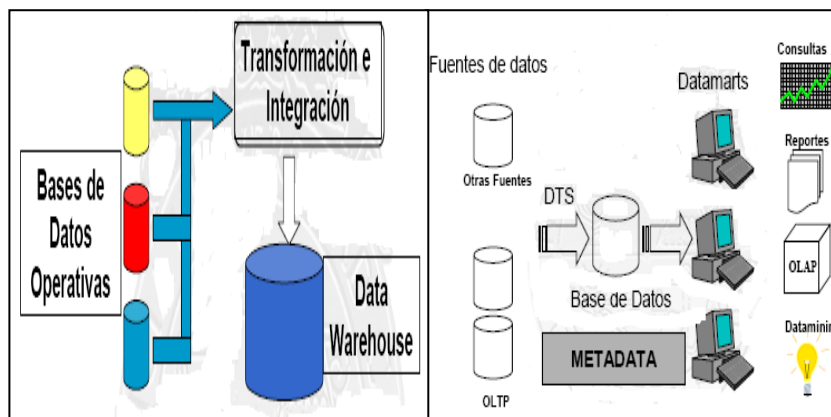 Transformación e
Integración
Bases de
Datos
Operativas
Data
Warehouse
Fuentes de datos
Otras Fuentes
DTS
Base de Datos
METADATA
OLTP
Datamarts
Consultas
Reportes
OLAP
Dataminin